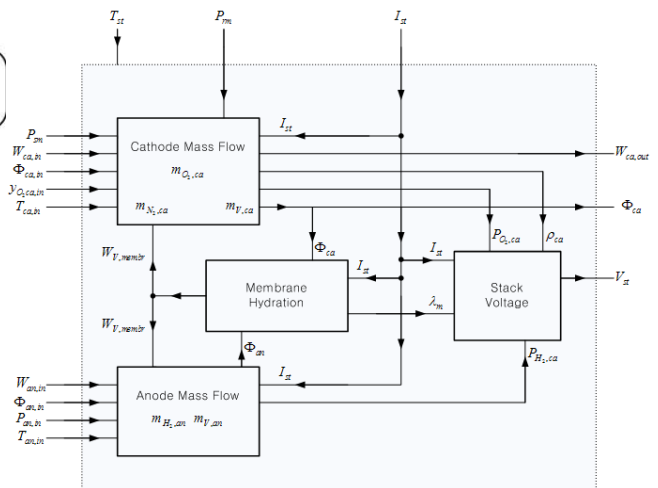 T_st P_rm I_st
P_sm
W_ca,in
Φ_ca,in
y_O₂ca,in
T_ca,in
I_st
Cathode Mass Flow
m_O₂,ca
m_N₂,ca m_V,ca
W_ca,out
Φ_ca
P_O₂,ca ρ_ca
W_V,membr
Φ_ca
I_st
I_st
Membrane
Hydration
λ_m
Stack
Voltage
V_st
W_V,membr
Φ_an
P_H₂,ca
W_an,in
Φ_an,in
P_an,in
T_an,in
I_st
Anode Mass Flow
m_H₂,an m_V,an